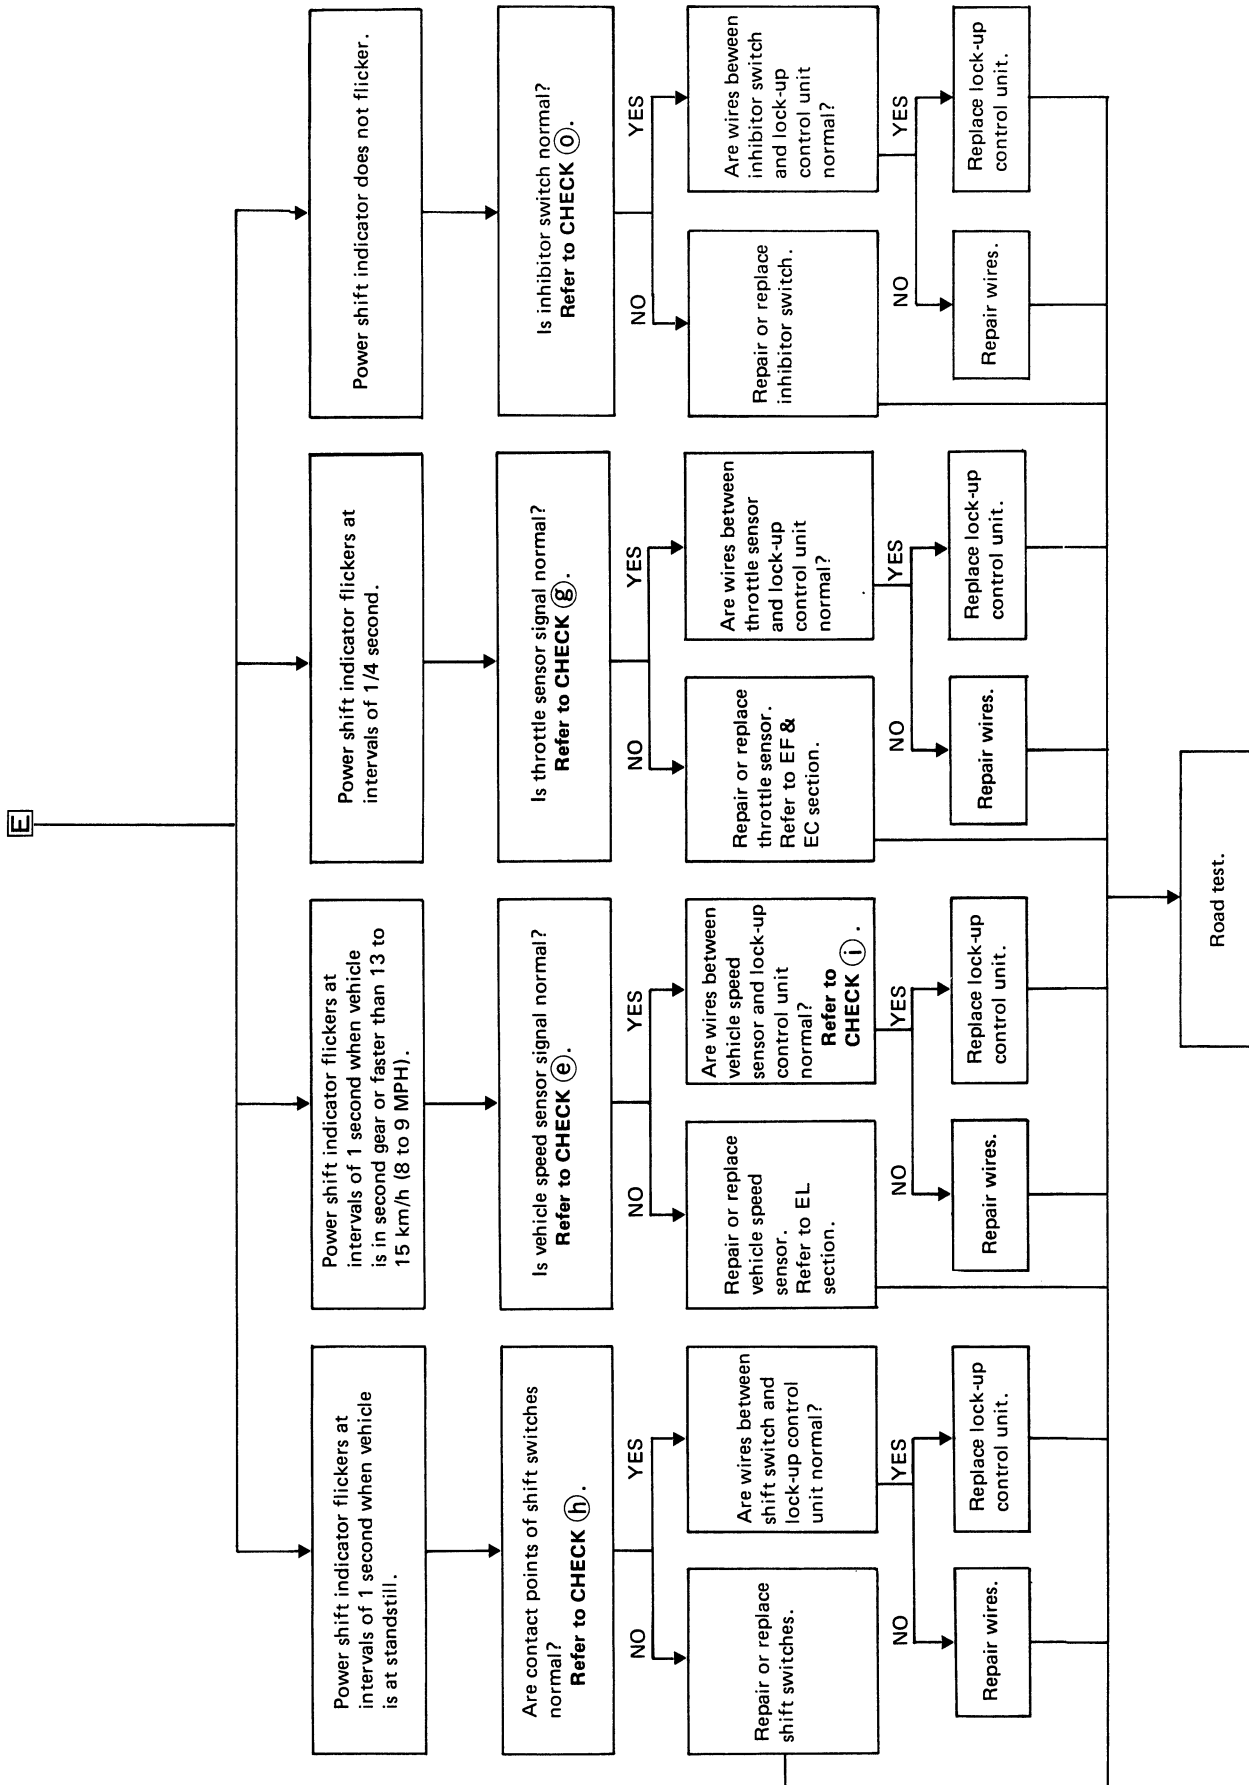 E
Power shift indicator flickers at
intervals of 1 second when vehicle
is at standstill.
Are contact points of shift switches
normal?
Refer to CHECK ⓗ.
NO
YES
Repair or replace
shift switches.
Are wires between
shift switch and
lock-up control
unit normal?
NO
YES
Repair wires.
Replace lock-up
control unit.
Power shift indicator flickers at
intervals of 1 second when vehicle
is in second gear or faster than 13 to
15 km/h (8 to 9 MPH).
Is vehicle speed sensor signal normal?
Refer to CHECK ⓔ.
NO
YES
Repair or replace
vehicle speed
sensor.
Refer to EL
section.
Are wires between
vehicle speed
sensor and lock-up
control unit
normal?
Refer to
CHECK ⓘ.
NO
YES
Repair wires.
Replace lock-up
control unit.
Power shift indicator flickers at
intervals of 1/4 second.
Is throttle sensor signal normal?
Refer to CHECK ⓖ.
NO
YES
Repair or replace
throttle sensor.
Refer to EF &
EC section.
Are wires between
throttle sensor
and lock-up
control unit
normal?
NO
YES
Repair wires.
Replace lock-up
control unit.
Power shift indicator does not flicker.
Is inhibitor switch normal?
Refer to CHECK ⓞ.
NO
YES
Repair or replace
inhibitor switch.
Are wires beween
inhibitor switch
and lock-up
control unit
normal?
NO
YES
Repair wires.
Replace lock-up
control unit.
Road test.